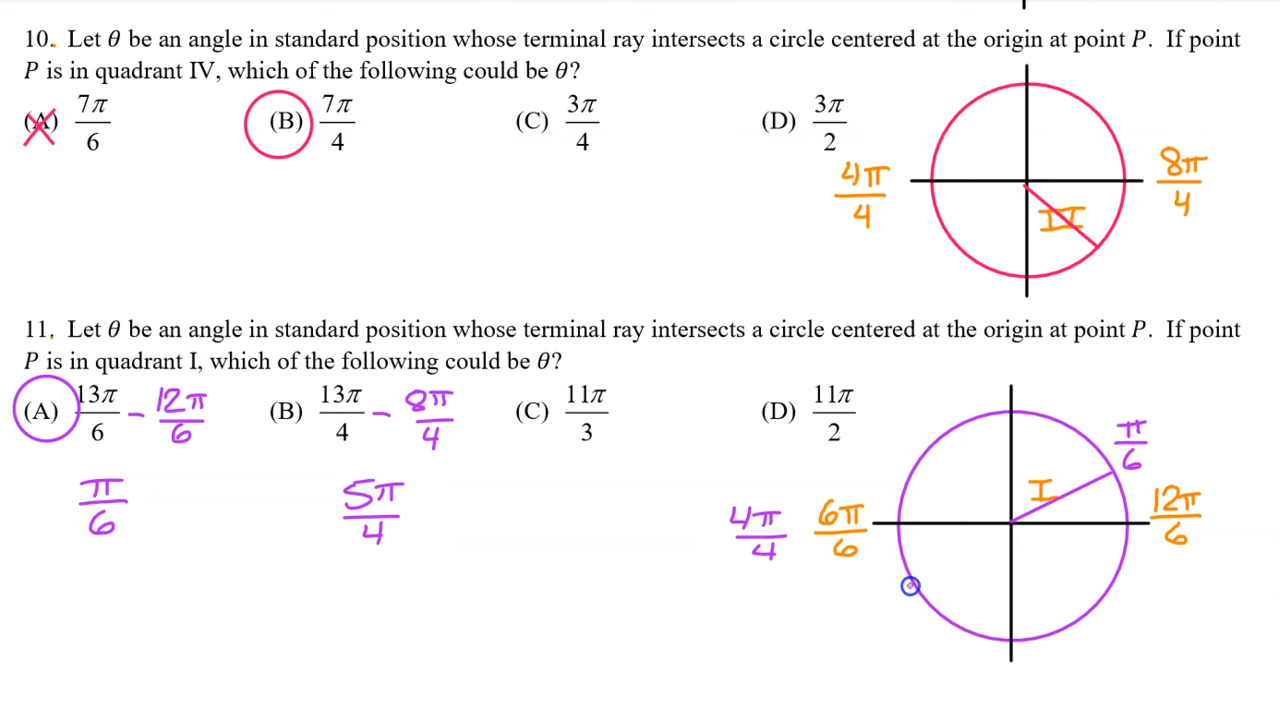 10. Let θ be an angle in standard position whose terminal ray intersects a circle centered at the origin at point P. If point
P is in quadrant IV, which of the following could be θ?
(A) 7π/6 (B) 7π/4 (C) 3π/4 (D) 3π/2
4π/4 8π/4
11. Let θ be an angle in standard position whose terminal ray intersects a circle centered at the origin at point P. If point
P is in quadrant I, which of the following could be θ?
(A) 13π/6 - 12π/6 (B) 13π/4 - 8π/4 (C) 11π/3 (D) 11π/2
π/6
π/6 5π/4 4π/4 6π/6 I 12π/6